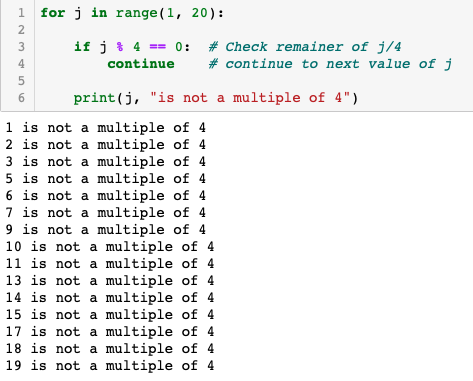 1 for j in range(1, 20):
2
3     if j % 4 == 0:  # Check remainer of j/4
4         continue    # continue to next value of j
5
6     print(j, "is not a multiple of 4")
1 is not a multiple of 4
2 is not a multiple of 4
3 is not a multiple of 4
5 is not a multiple of 4
6 is not a multiple of 4
7 is not a multiple of 4
9 is not a multiple of 4
10 is not a multiple of 4
11 is not a multiple of 4
13 is not a multiple of 4
14 is not a multiple of 4
15 is not a multiple of 4
17 is not a multiple of 4
18 is not a multiple of 4
19 is not a multiple of 4